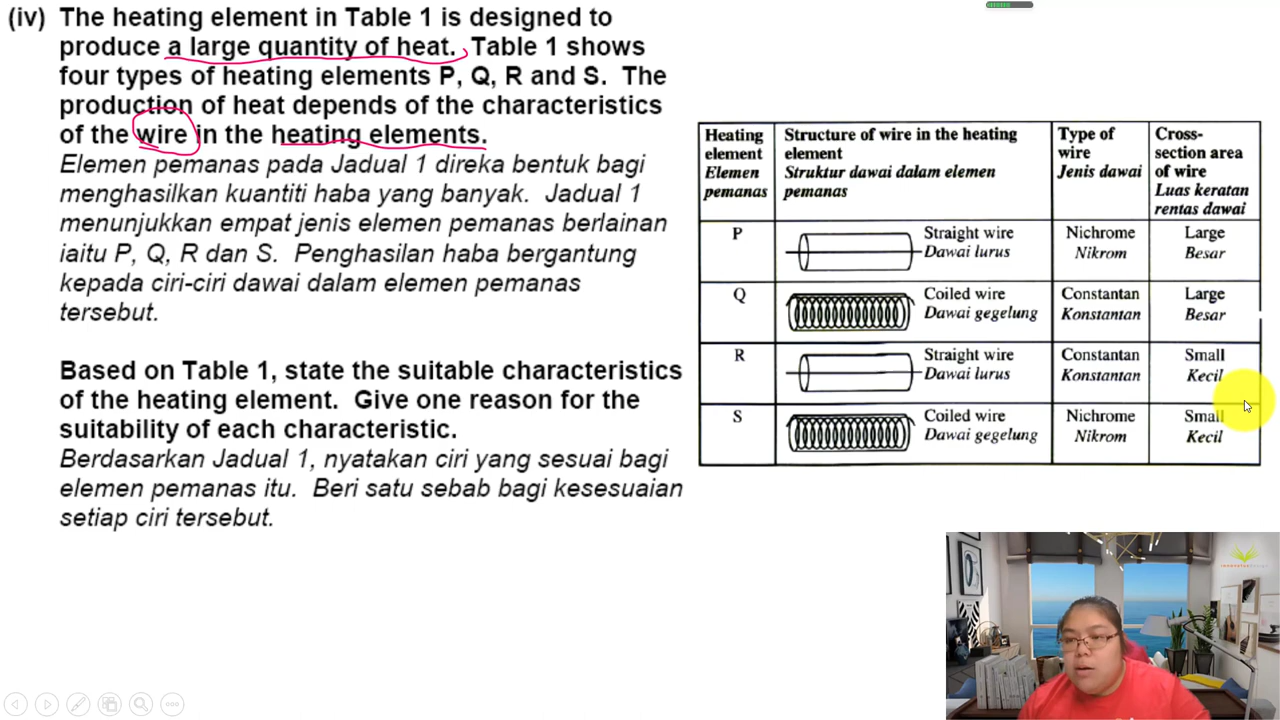 (iv) The heating element in Table 1 is designed to
produce a large quantity of heat. Table 1 shows
four types of heating elements P, Q, R and S. The
production of heat depends of the characteristics
of the wire in the heating elements.
Elemen pemanas pada Jadual 1 direka bentuk bagi
menghasilkan kuantiti haba yang banyak. Jadual 1
menunjukkan empat jenis elemen pemanas berlainan
iaitu P, Q, R dan S. Penghasilan haba bergantung
kepada ciri-ciri dawai dalam elemen pemanas
tersebut.
Based on Table 1, state the suitable characteristics
of the heating element. Give one reason for the
suitability of each characteristic.
Berdasarkan Jadual 1, nyatakan ciri yang sesuai bagi
elemen pemanas itu. Beri satu sebab bagi kesesuaian
setiap ciri tersebut.
Heating
element
Elemen
pemanas
Structure of wire in the heating
element
Struktur dawai dalam elemen
pemanas
Type of
wire
Jenis dawai
Cross-
section area
of wire
Luas keratan
rentas dawai
P
Straight wire
Dawai lurus
Nichrome
Nikrom
Large
Besar
Q
Coiled wire
Dawai gegelung
Constantan
Konstantan
Large
Besar
R
Straight wire
Dawai lurus
Constantan
Konstantan
Small
Kecil
S
Coiled wire
Dawai gegelung
Nichrome
Nikrom
Small
Kecil